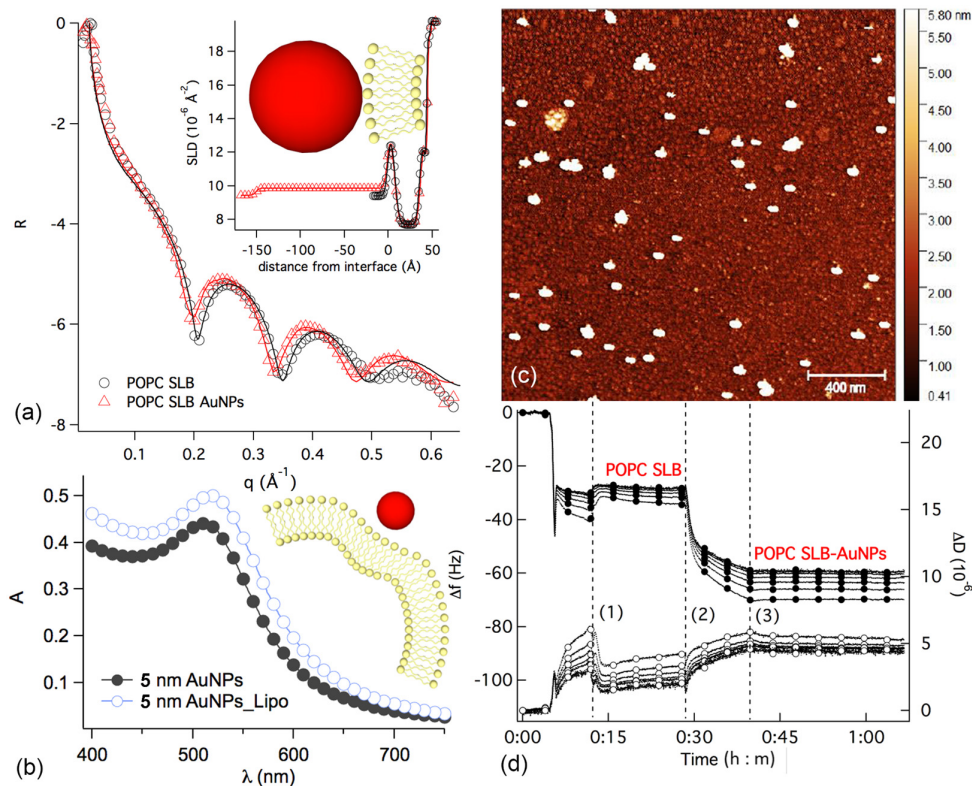 (a)
R
0
-2
-4
-6
-8
SLD (10⁻⁶ Å⁻²)
20
18
16
14
12
10
8
-150
-100
-50
0
50
distance from interface (Å)
POPC SLB
POPC SLB AuNPs
0.1
0.2
0.3
0.4
0.5
0.6
q (Å⁻¹)
(b)
A
0.5
0.4
0.3
0.2
0.1
5 nm AuNPs
5 nm AuNPs_Lipo
400
500
600
700
λ (nm)
(c)
400 nm
5.80 nm
5.50
5.00
4.50
4.00
3.50
3.00
2.50
2.00
1.50
1.00
0.41
(d)
Δf (Hz)
0
-20
-40
-60
-80
-100
POPC SLB
POPC SLB-AuNPs
(1)
(2)
(3)
20
15
10
5
0
ΔD (10⁻⁶)
0:00
0:15
0:30
0:45
1:00
Time (h : m)